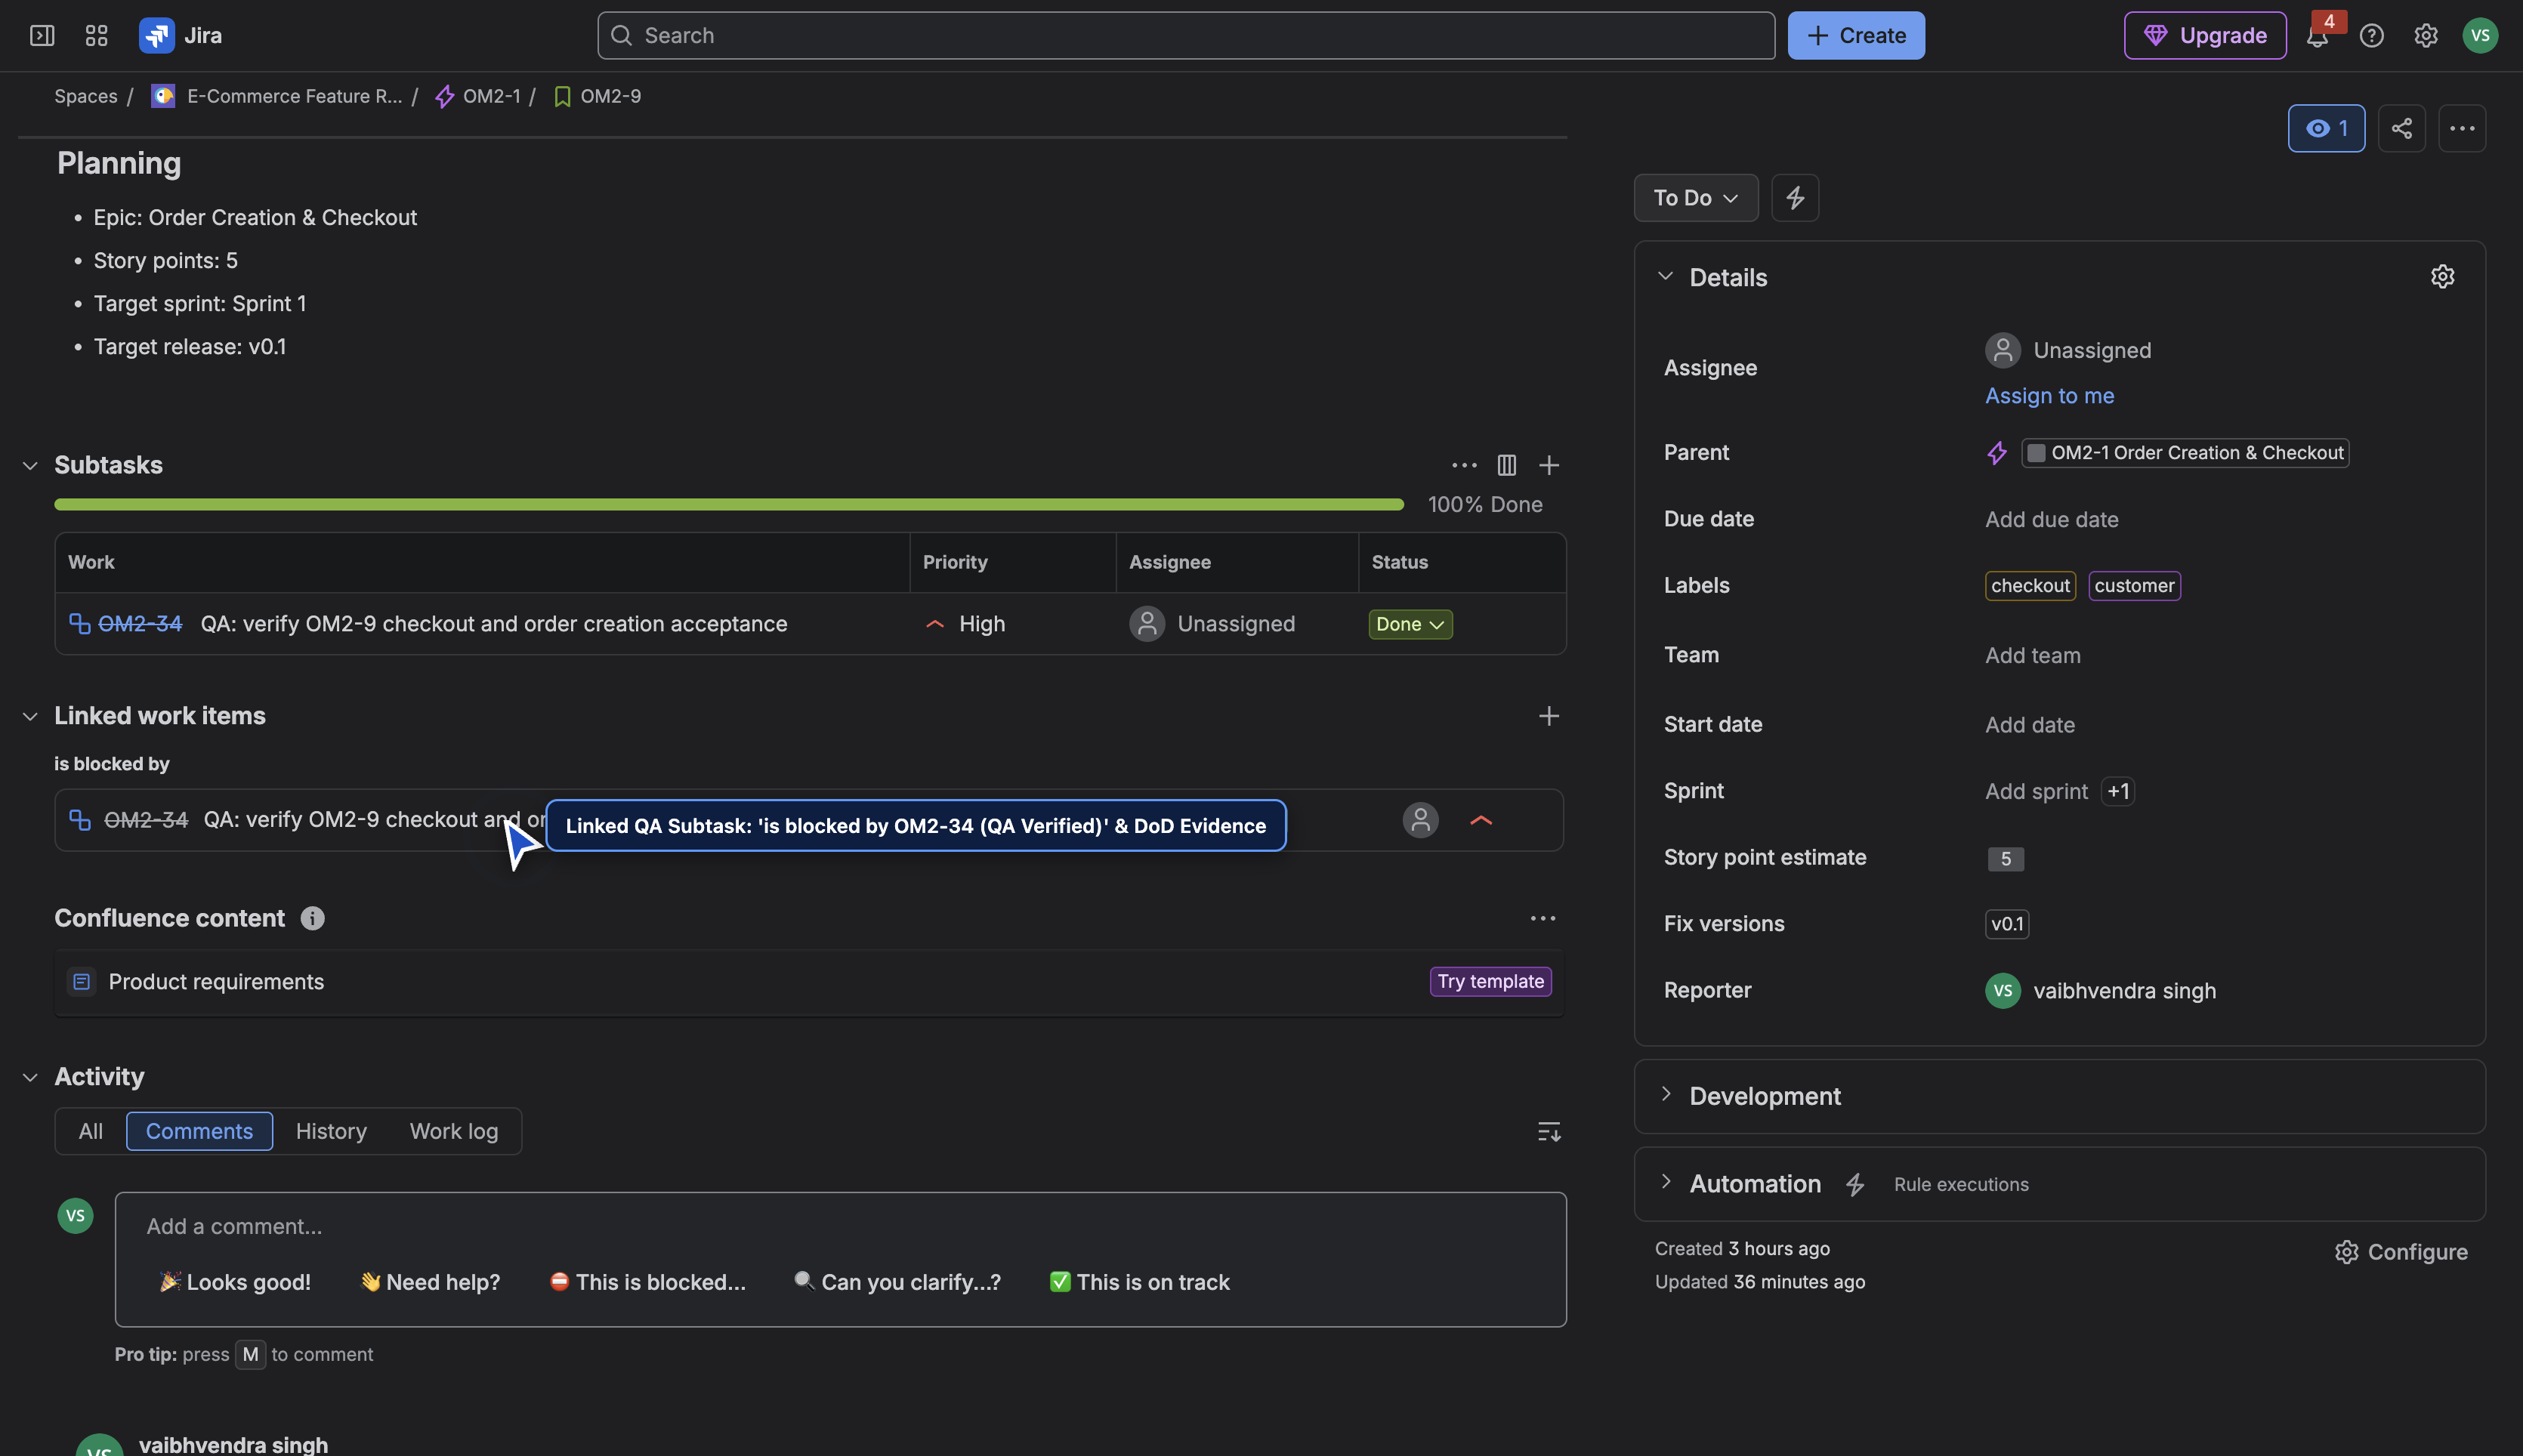 Jira
Search
Create
Upgrade
4
VS
Spaces / E-Commerce Feature R... / OM2-1 / OM2-9
1
Planning
• Epic: Order Creation & Checkout
• Story points: 5
• Target sprint: Sprint 1
• Target release: v0.1
Subtasks
100% Done
Work Priority Assignee Status
OM2-34 QA: verify OM2-9 checkout and order creation acceptance High Unassigned Done
Linked work items
is blocked by
OM2-34 QA: verify OM2-9 checkout and or
Linked QA Subtask: 'is blocked by OM2-34 (QA Verified)' & DoD Evidence
Confluence content
Product requirements Try template
Activity
All Comments History Work log
VS
Add a comment...
🎉 Looks good! 👋 Need help? ⛔ This is blocked... 🔍 Can you clarify...? ✅ This is on track
Pro tip: press M to comment
VS
vaibhvendra singh
To Do
Details
Assignee Unassigned
Assign to me
Parent OM2-1 Order Creation & Checkout
Due date Add due date
Labels checkout customer
Team Add team
Start date Add date
Sprint Add sprint +1
Story point estimate 5
Fix versions v0.1
Reporter VS vaibhvendra singh
Development
Automation Rule executions
Created 3 hours ago
Updated 36 minutes ago
Configure